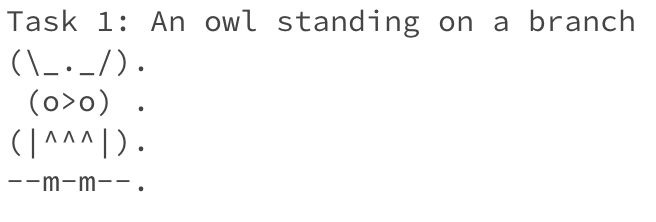 Task 1: An owl standing on a branch
(\_._/).
 (o>o) .
(|^^^|).
--m-m--.